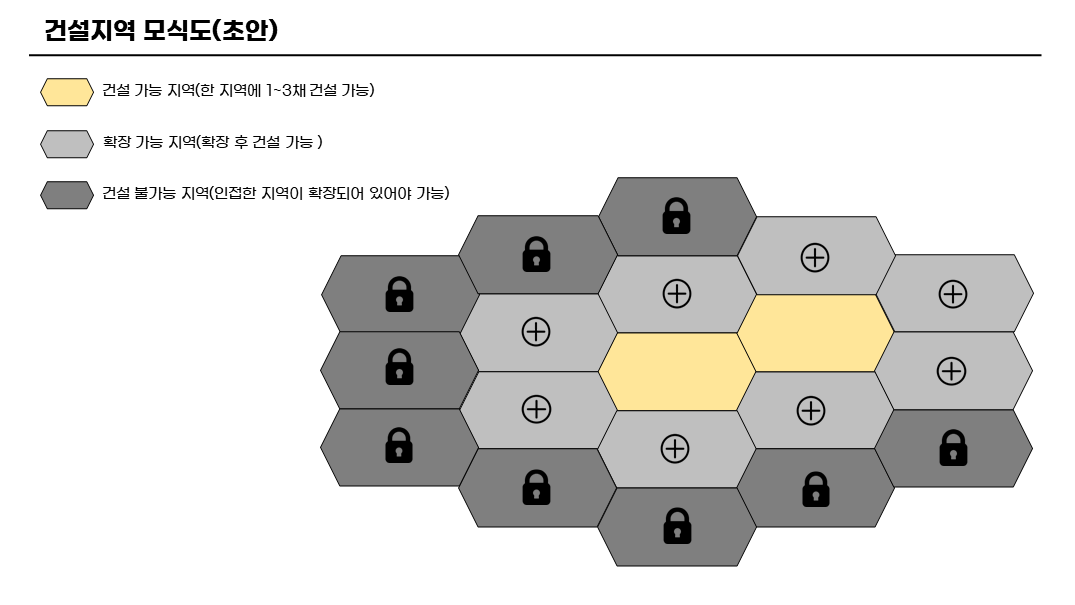 건설지역 모식도(초안)
건설 가능 지역(한 지역에 1~3채 건설 가능)
확장 가능 지역(확장 후 건설 가능 )
건설 불가능 지역(인접한 지역이 확장되어 있어야 가능)